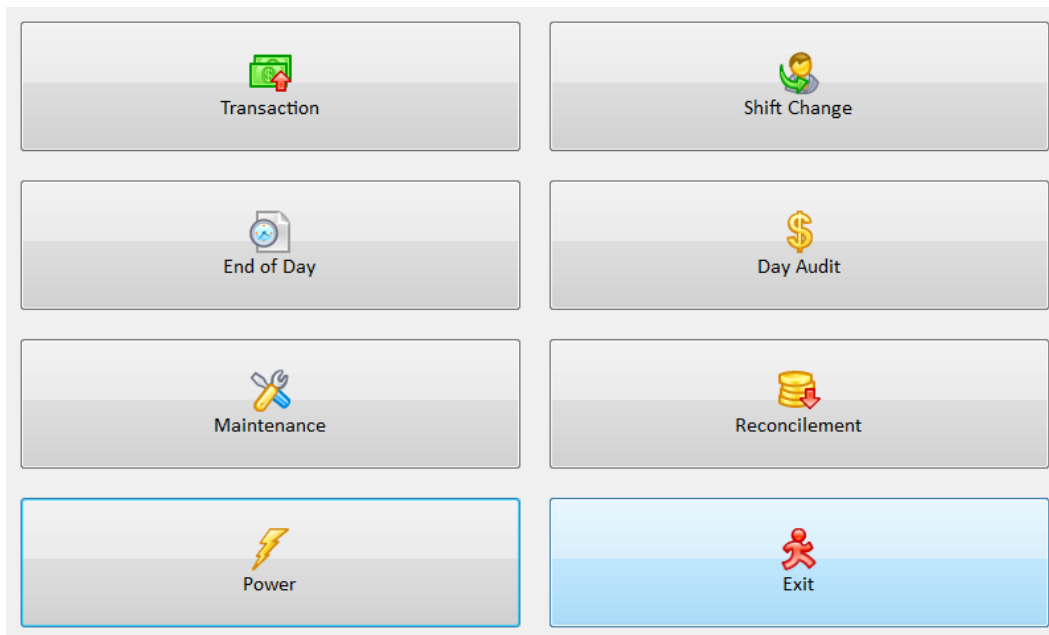 Transaction
Shift Change
End of Day
Day Audit
Maintenance
Reconcilement
Power
Exit